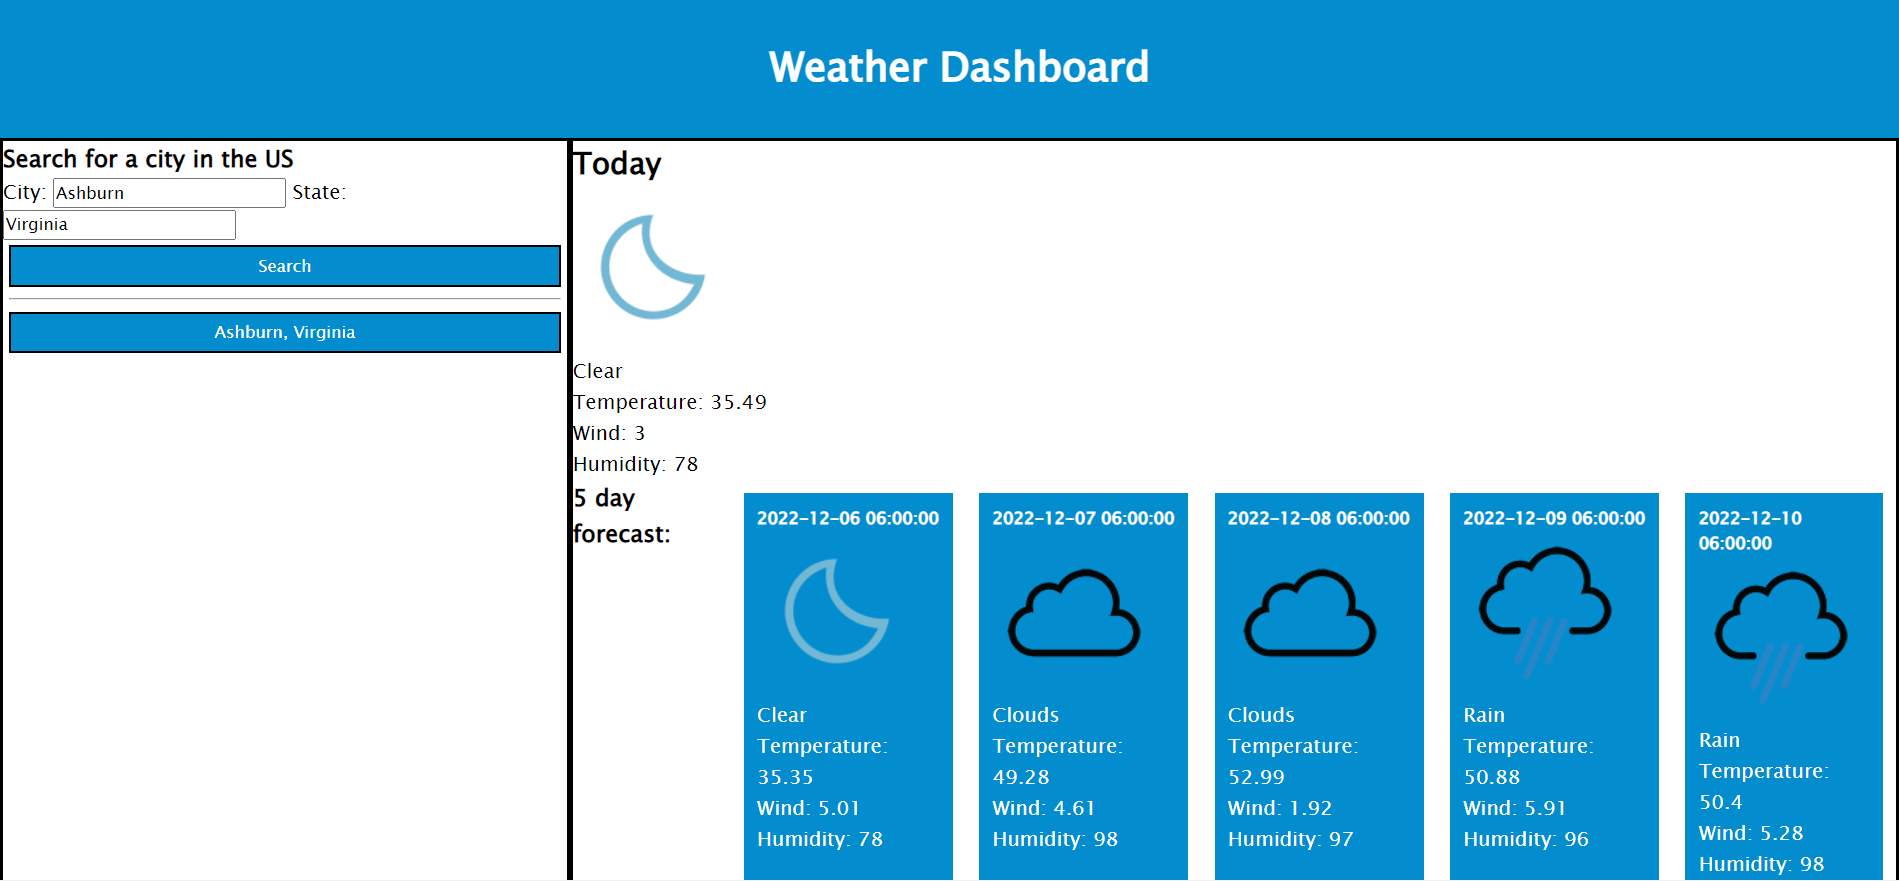 Weather Dashboard
Search for a city in the US
City: Ashburn State:
Virginia
Search
Ashburn, Virginia
Today
Clear
Temperature: 35.49
Wind: 3
Humidity: 78
5 day
forecast:
2022-12-06 06:00:00
Clear
Temperature:
35.35
Wind: 5.01
Humidity: 78
2022-12-07 06:00:00
Clouds
Temperature:
49.28
Wind: 4.61
Humidity: 98
2022-12-08 06:00:00
Clouds
Temperature:
52.99
Wind: 1.92
Humidity: 97
2022-12-09 06:00:00
Rain
Temperature:
50.88
Wind: 5.91
Humidity: 96
2022-12-10
06:00:00
Rain
Temperature:
50.4
Wind: 5.28
Humidity: 98